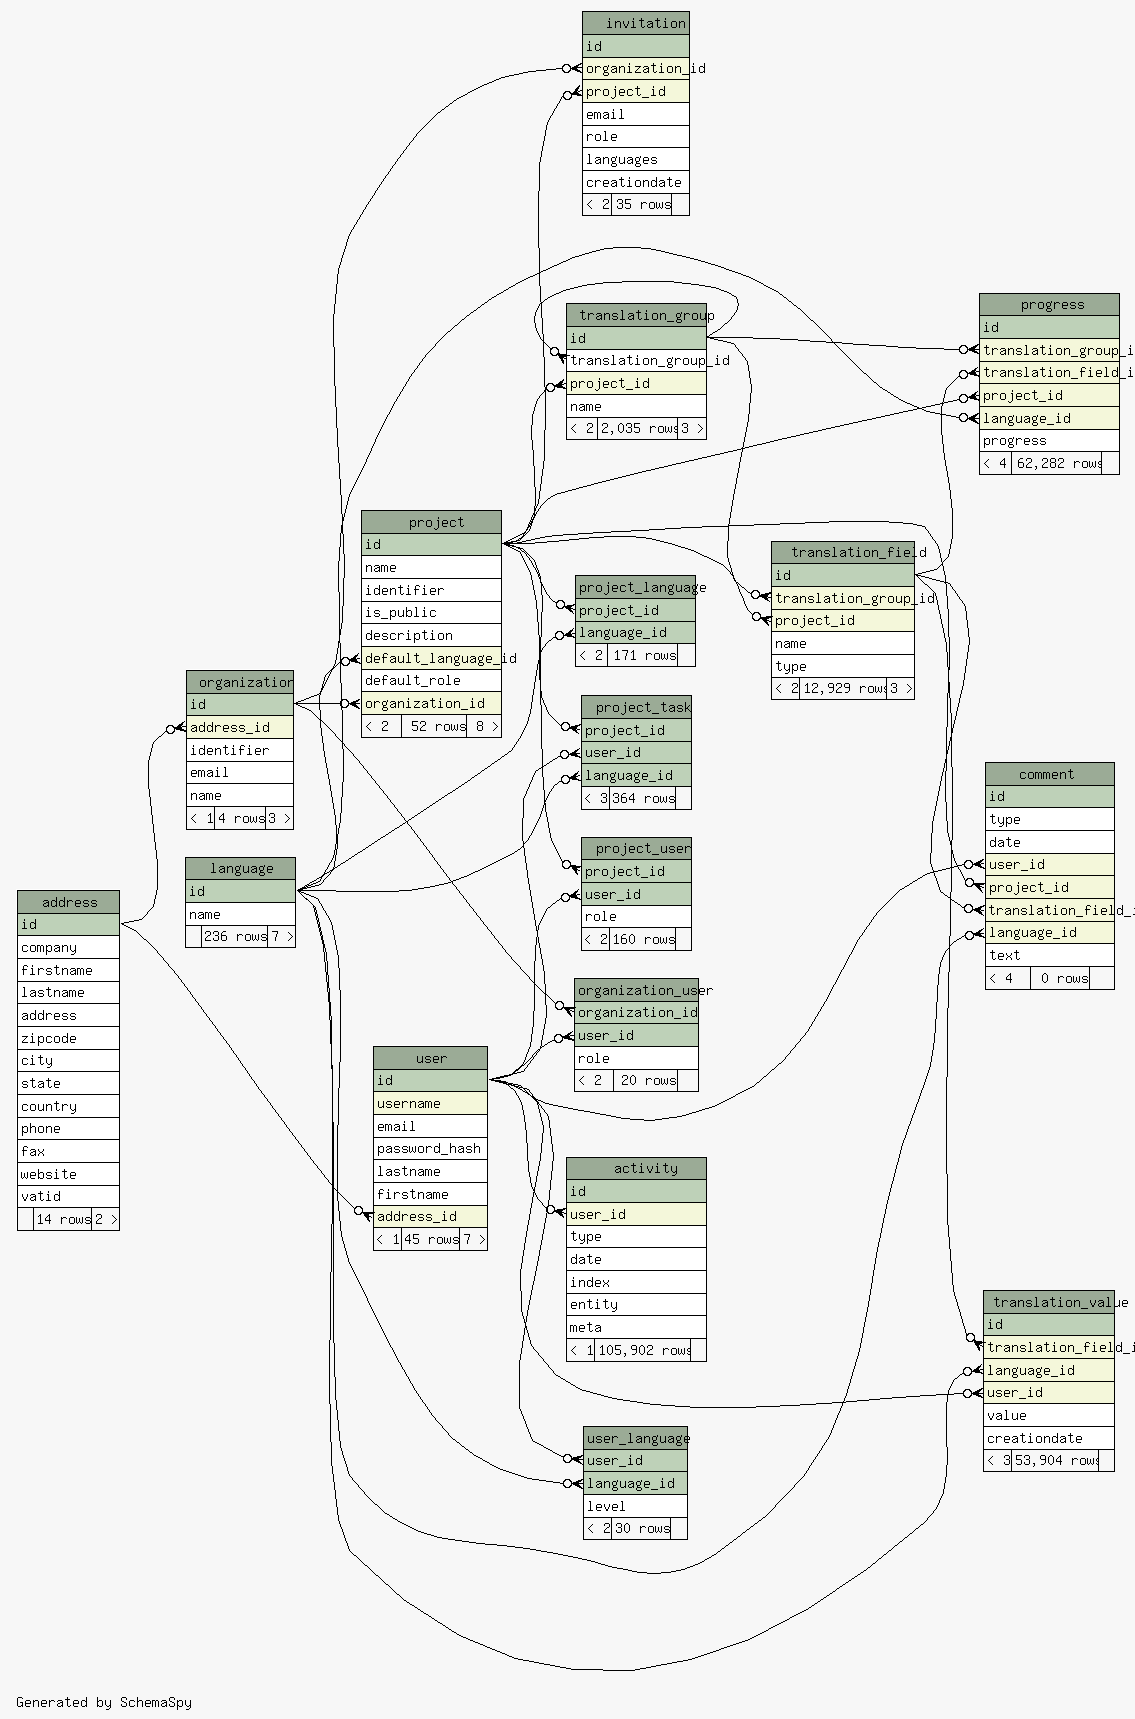 invitation
id
organization_id
project_id
email
role
languages
creationdate
< 2 35 rows
translation_group
id
translation_group_id
project_id
name
< 2 2,035 rows 3 >
progress
id
translation_group_i
translation_field_i
project_id
language_id
progress
< 4 62,282 rows
project
id
name
identifier
is_public
description
default_language_id
default_role
organization_id
< 2 52 rows 8 >
project_language
project_id
language_id
< 2 171 rows
translation_field
id
translation_group_id
project_id
name
type
< 2 12,929 rows 3 >
organization
id
address_id
identifier
email
name
< 1 4 rows 3 >
project_task
project_id
user_id
language_id
< 3 364 rows
comment
id
type
date
user_id
project_id
translation_field_i
language_id
text
< 4 0 rows
project_user
project_id
user_id
role
< 2 160 rows
language
id
name
236 rows 7 >
address
id
company
firstname
lastname
address
zipcode
city
state
country
phone
fax
website
vatid
14 rows 2 >
organization_user
organization_id
user_id
role
< 2 20 rows
user
id
username
email
password_hash
lastname
firstname
address_id
< 1 45 rows 7 >
activity
id
user_id
type
date
index
entity
meta
< 1 105,902 rows
translation_value
id
translation_field_i
language_id
user_id
value
creationdate
< 3 53,904 rows
user_language
user_id
language_id
level
< 2 30 rows
Generated by SchemaSpy